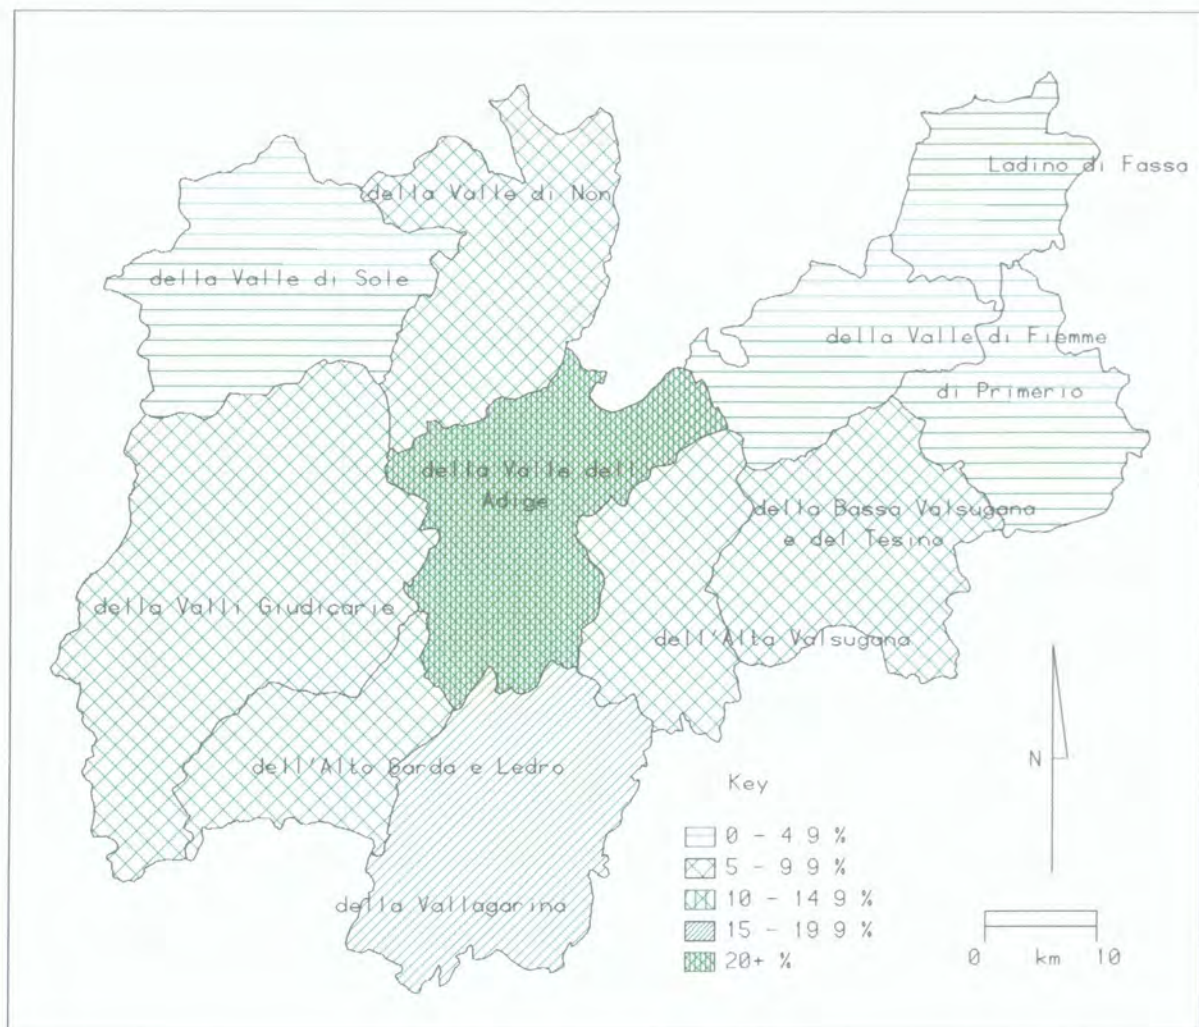 Ladino di Fassa
della Valle di Non
della Valle di Sole
della Valle di Fiemme
di Primerio
della Valle dell
Adige
della Bassa Valsugana
e del Tesino
della Valli Giudicarie
dell'Alta Valsugana
dell'Alto Garda e Ledro
della Vallagarina
N
Key
0 - 4 9 %
5 - 9 9 %
10 - 14 9 %
15 - 19 9 %
20+ %
0 km 10